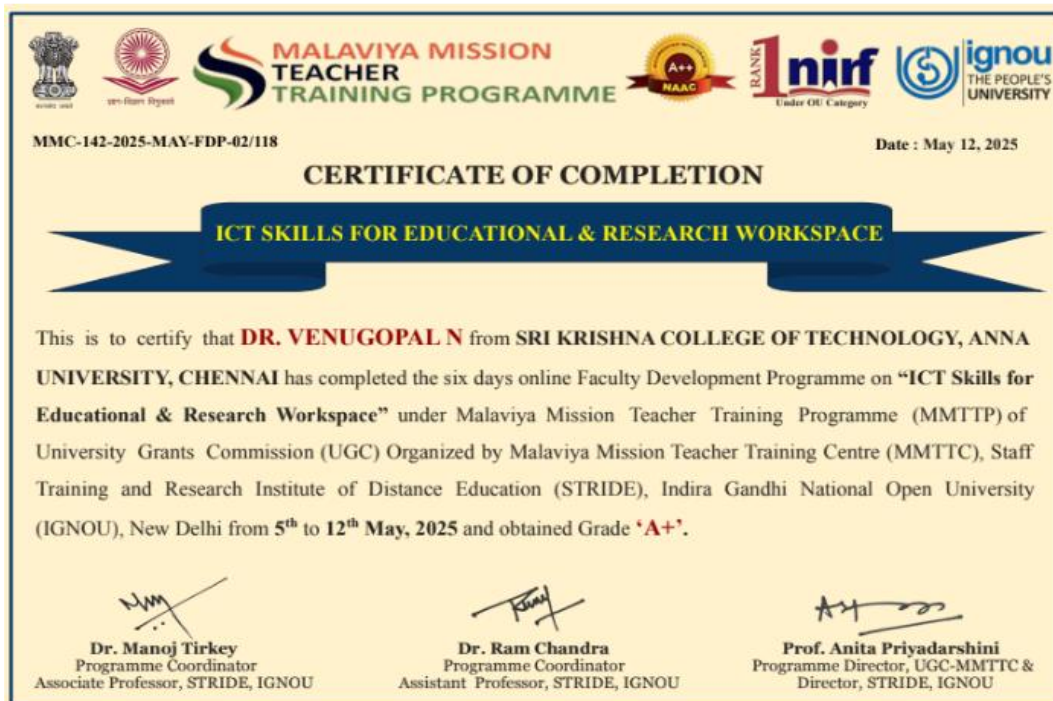 MALAVIYA MISSION
TEACHER
TRAINING PROGRAMME
A++
NAAC
RANK
1
nirf
Under OU Category
ignou
THE PEOPLE'S
UNIVERSITY
MMC-142-2025-MAY-FDP-02/118
Date : May 12, 2025
CERTIFICATE OF COMPLETION
ICT SKILLS FOR EDUCATIONAL & RESEARCH WORKSPACE
This is to certify that DR. VENUGOPAL N from SRI KRISHNA COLLEGE OF TECHNOLOGY, ANNA
UNIVERSITY, CHENNAI has completed the six days online Faculty Development Programme on “ICT Skills for
Educational & Research Workspace” under Malaviya Mission Teacher Training Programme (MMTTP) of
University Grants Commission (UGC) Organized by Malaviya Mission Teacher Training Centre (MMTTC), Staff
Training and Research Institute of Distance Education (STRIDE), Indira Gandhi National Open University
(IGNOU), New Delhi from 5th to 12th May, 2025 and obtained Grade ‘A+’.
Dr. Manoj Tirkey
Programme Coordinator
Associate Professor, STRIDE, IGNOU
Dr. Ram Chandra
Programme Coordinator
Assistant Professor, STRIDE, IGNOU
Prof. Anita Priyadarshini
Programme Director, UGC-MMTTC &
Director, STRIDE, IGNOU